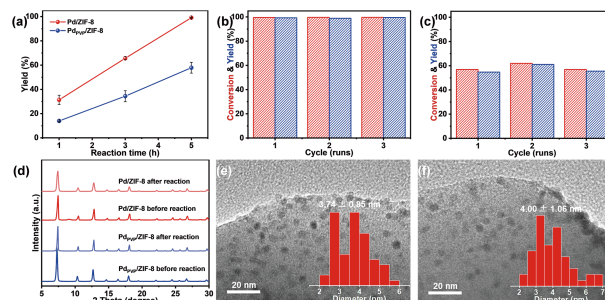 (a)
Pd/ZIF-8
PdPVP/ZIF-8
Yield (%)
100
80
60
40
20
0
1
2
3
4
5
Reaction time (h)
(b)
Conversion & Yield (%)
100
80
60
40
20
0
1
2
3
Cycle (runs)
(c)
Conversion & Yield (%)
100
80
60
40
20
0
1
2
3
Cycle (runs)
(d)
Intensity (a.u.)
Pd/ZIF-8 after reaction
Pd/ZIF-8 before reaction
PdPVP/ZIF-8 after reaction
PdPVP/ZIF-8 before reaction
5
10
15
20
25
30
2 Theta (degree)
(e)
3.74 ± 0.85 nm
20 nm
1
2
3
4
5
6
Diameter (nm)
(f)
4.00 ± 1.06 nm
20 nm
2
3
4
5
6
7
Diameter (nm)